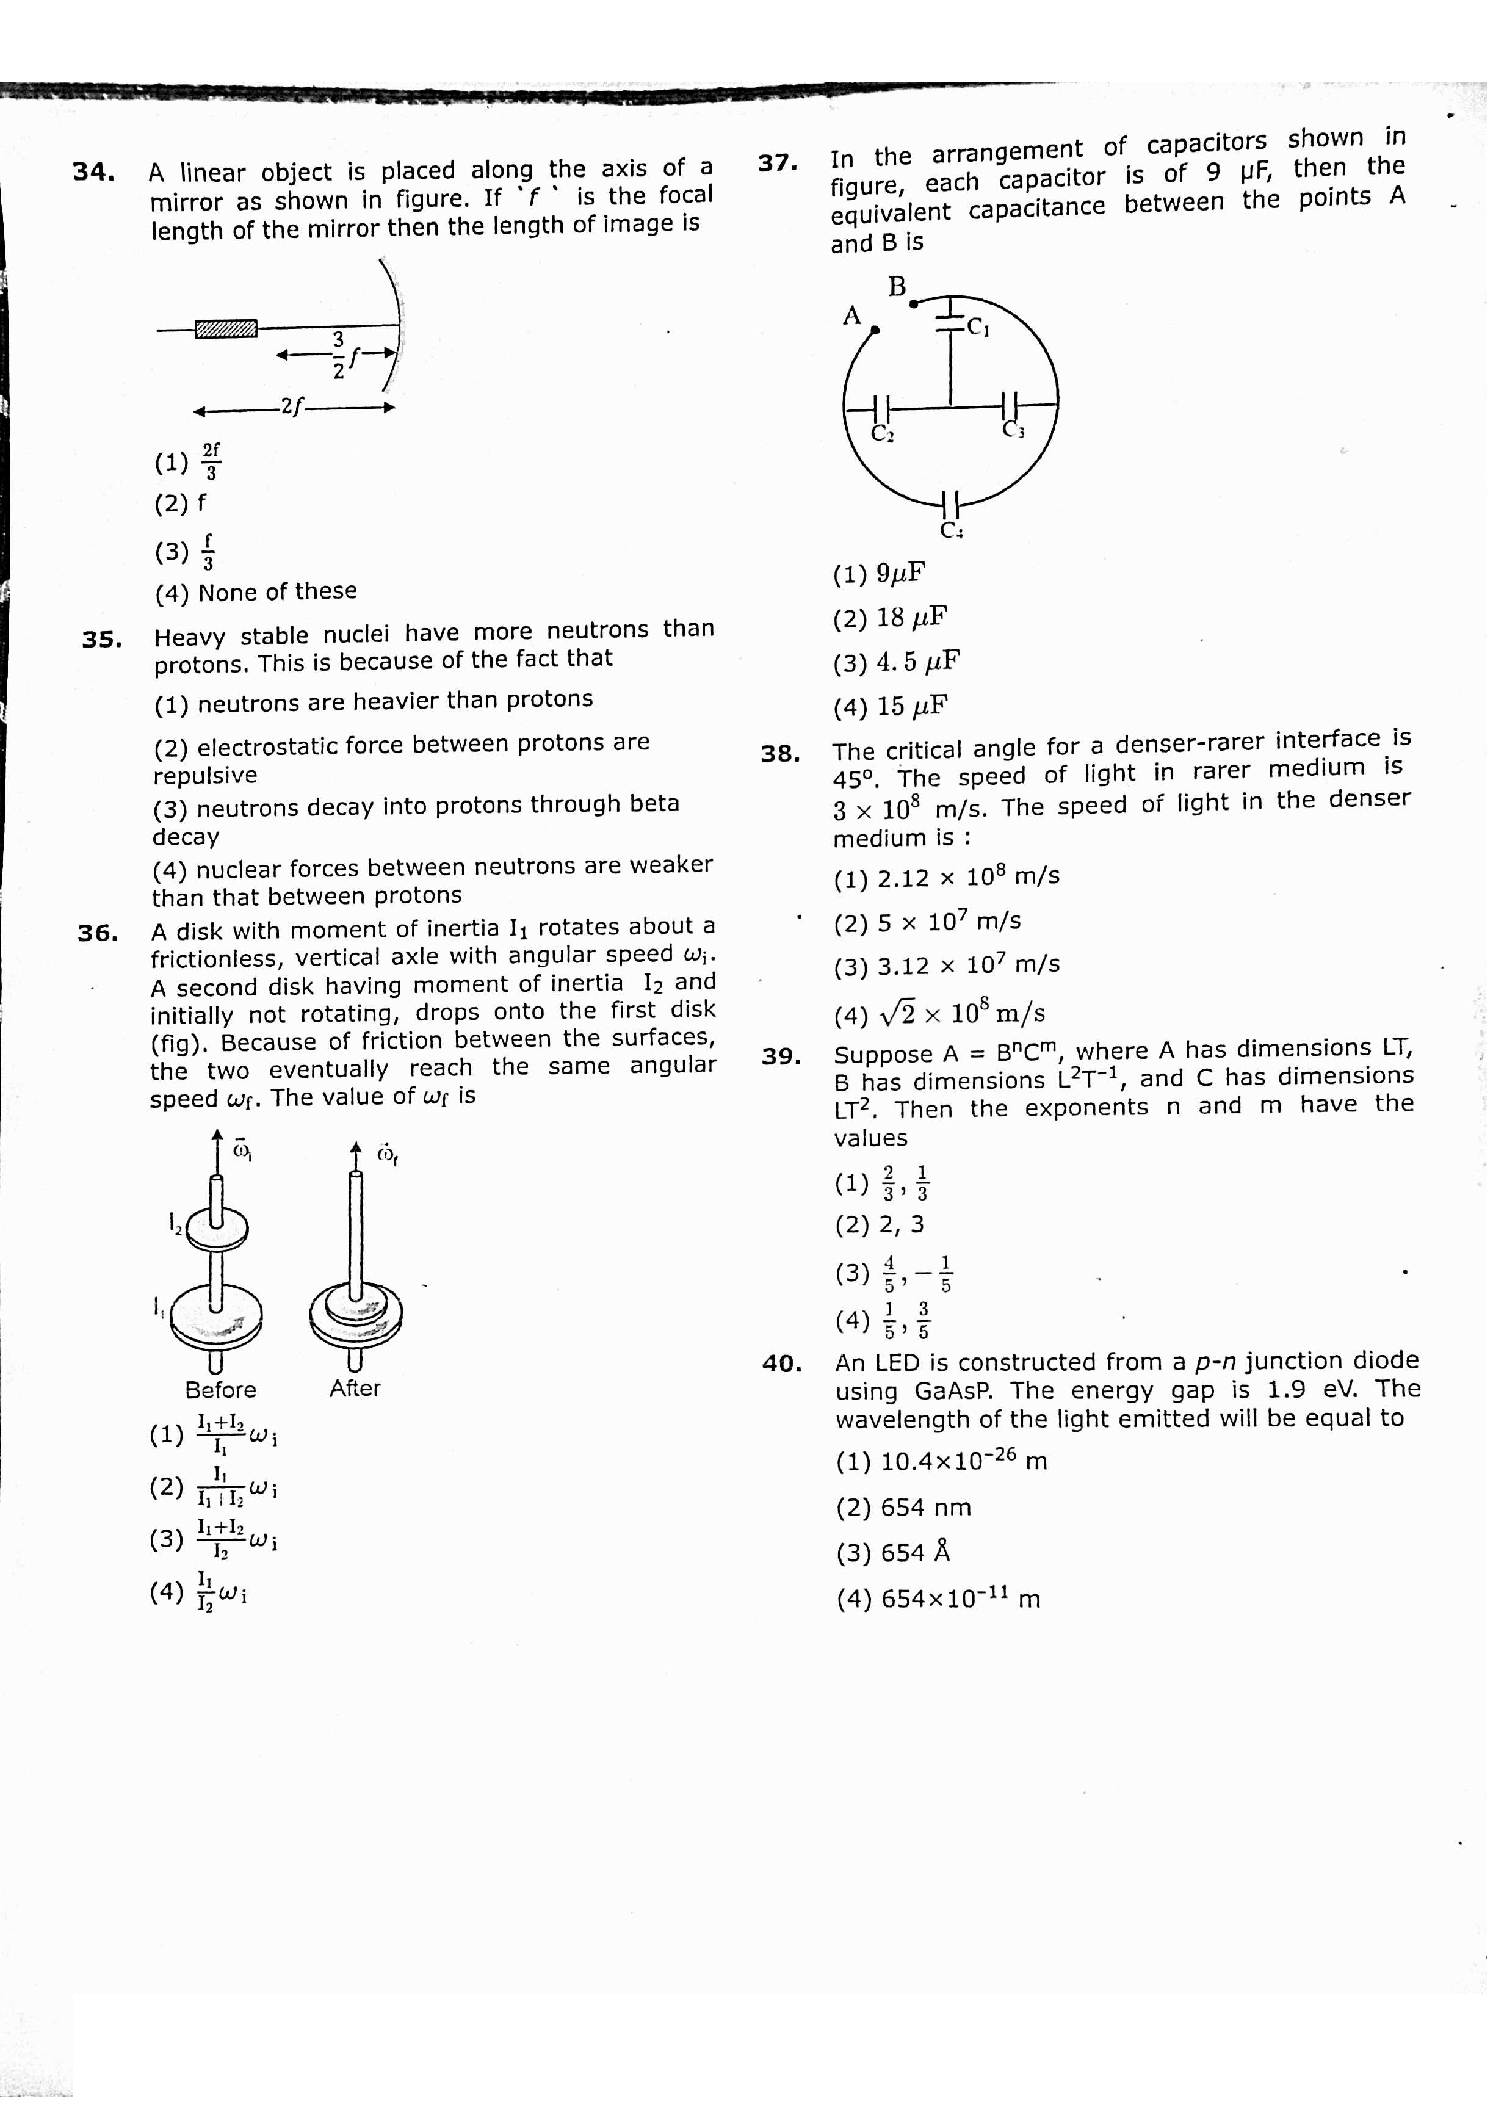 34. A linear object is placed along the axis of a
mirror as shown in figure. If ‵f ‵ is the focal
length of the mirror then the length of image is
3/2 f
2f
(1) 2f/3
(2) f
(3) f/3
(4) None of these
35. Heavy stable nuclei have more neutrons than
protons. This is because of the fact that
(1) neutrons are heavier than protons
(2) electrostatic force between protons are
repulsive
(3) neutrons decay into protons through beta
decay
(4) nuclear forces between neutrons are weaker
than that between protons
36. A disk with moment of inertia I₁ rotates about a
frictionless, vertical axle with angular speed ωᵢ.
A second disk having moment of inertia I₂ and
initially not rotating, drops onto the first disk
(fig). Because of friction between the surfaces,
the two eventually reach the same angular
speed ωf. The value of ωf is
ωᵢ
ωf
I₂
I₁
Before After
(1) I₁+I₂/I₁ ωᵢ
(2) I₁/I₁+I₂ ωᵢ
(3) I₁+I₂/I₂ ωᵢ
(4) I₁/I₂ ωᵢ
37. In the arrangement of capacitors shown in
figure, each capacitor is of 9 μF, then the
equivalent capacitance between the points A
and B is
B
A
C₁
C₂
C₃
C₄
(1) 9μF
(2) 18 μF
(3) 4.5 μF
(4) 15 μF
38. The critical angle for a denser-rarer interface is
45º. The speed of light in rarer medium is
3 × 10⁸ m/s. The speed of light in the denser
medium is :
(1) 2.12 × 10⁸ m/s
(2) 5 × 10⁷ m/s
(3) 3.12 × 10⁷ m/s
(4) √2 × 10⁸ m/s
39. Suppose A = BⁿCᵐ, where A has dimensions LT,
B has dimensions L²T⁻¹, and C has dimensions
LT². Then the exponents n and m have the
values
(1) 2/3, 1/3
(2) 2, 3
(3) 4/5, −1/5
(4) 1/5, 3/5
40. An LED is constructed from a p-n junction diode
using GaAsP. The energy gap is 1.9 eV. The
wavelength of the light emitted will be equal to
(1) 10.4×10⁻²⁶ m
(2) 654 nm
(3) 654 Å
(4) 654×10⁻¹¹ m